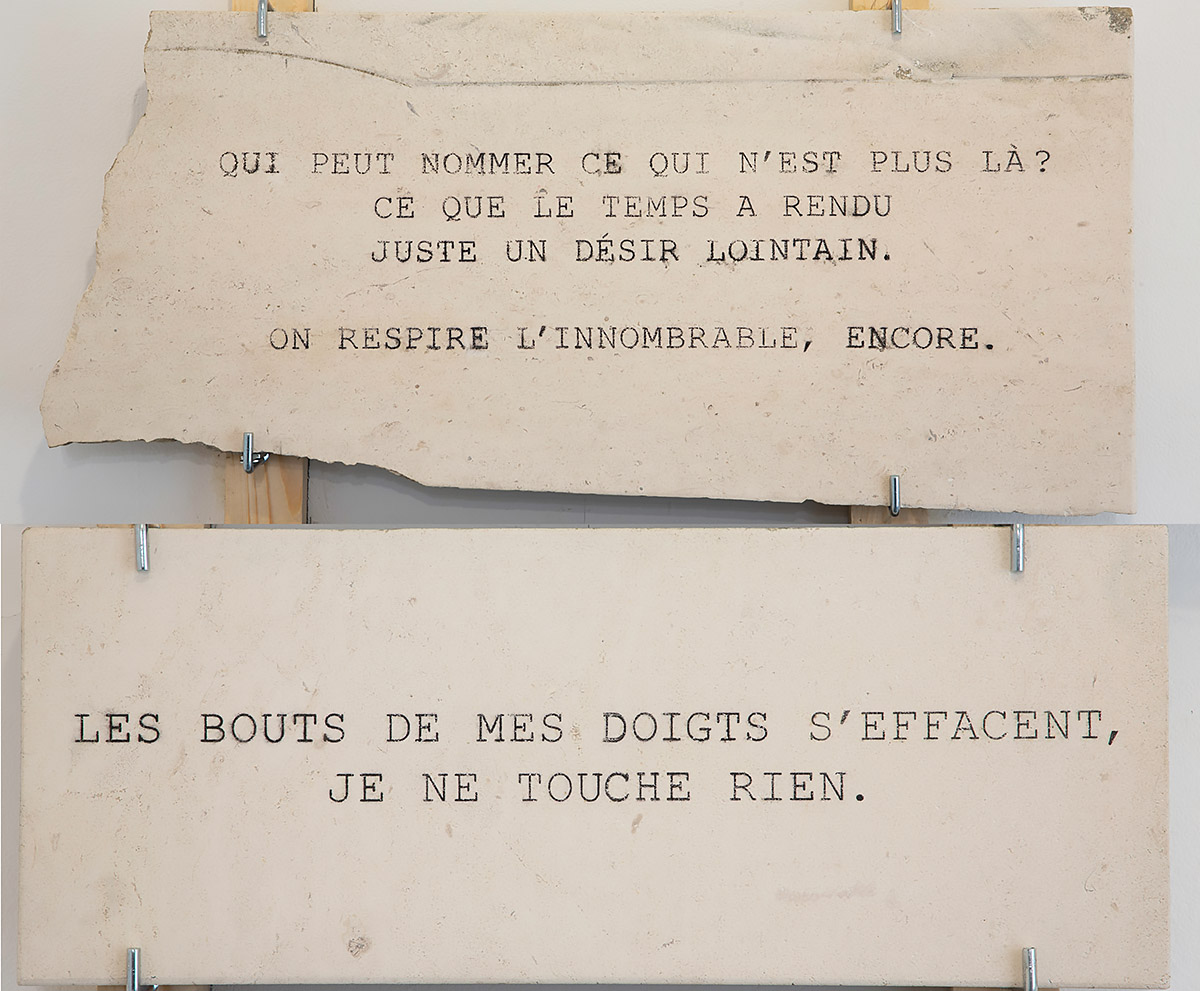 QUI PEUT NOMMER CE QUI N'EST PLUS LÀ?
CE QUE LE TEMPS A RENDU
JUSTE UN DÉSIR LOINTAIN.
ON RESPIRE L'INNOMBRABLE, ENCORE.
LES BOUTS DE MES DOIGTS S'EFFACENT,
JE NE TOUCHE RIEN.